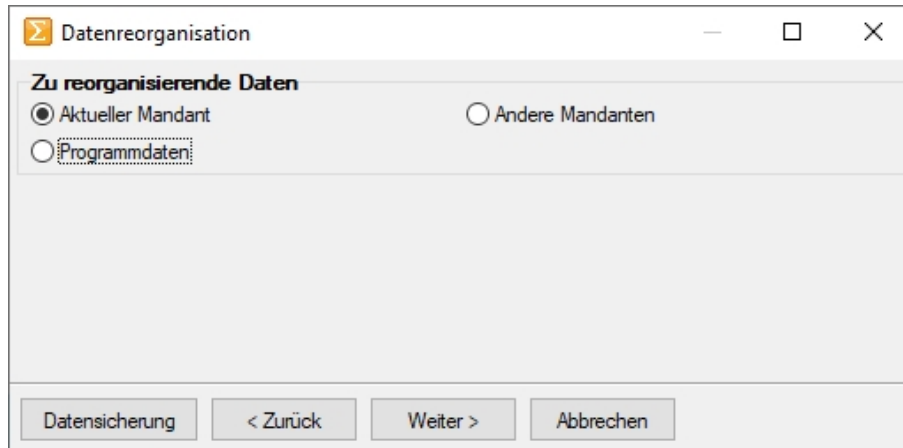 Datenreorganisation
Zu reorganisierende Daten
Aktueller Mandant Andere Mandanten
Programmdaten
Datensicherung < Zurück Weiter > Abbrechen